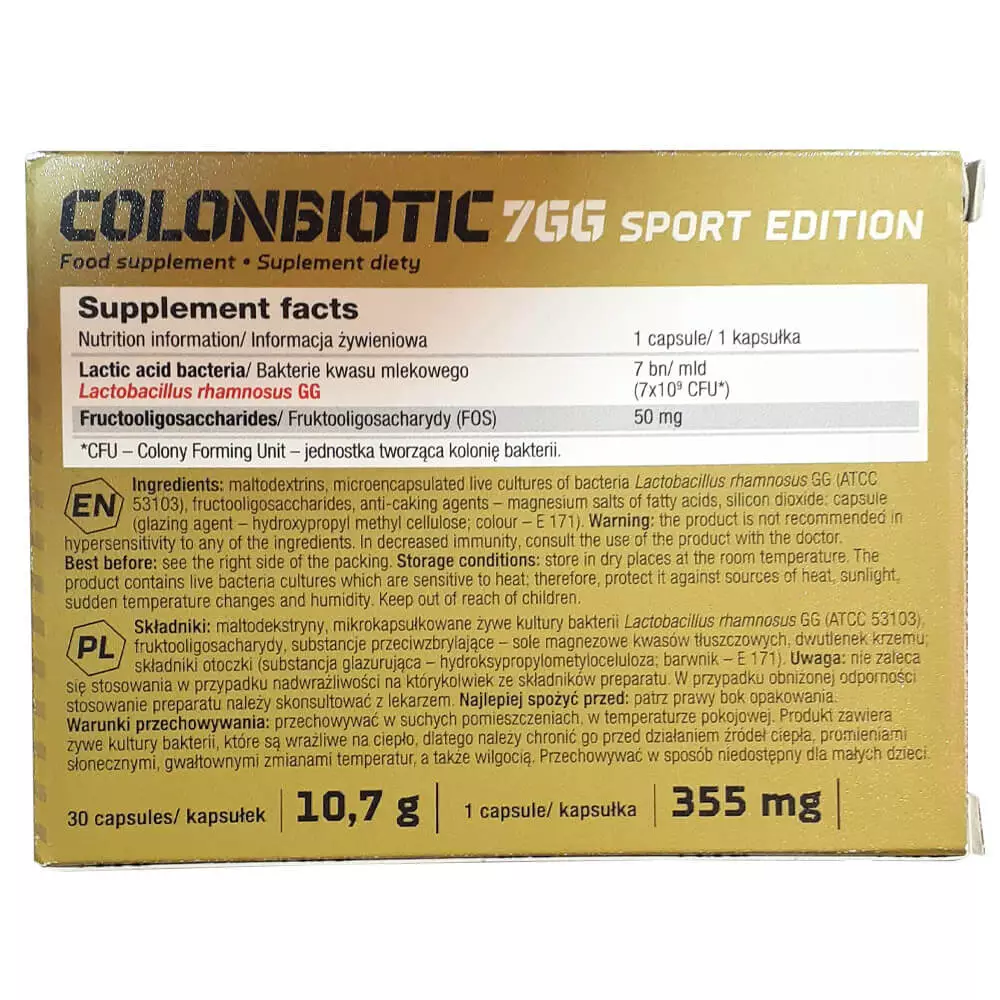 COLONBIOTIC 7GG SPORT EDITION
Food supplement • Suplement diety
Supplement facts
Nutrition information/ Informacja żywieniowa 1 capsule/ 1 kapsułka
Lactic acid bacteria/ Bakterie kwasu mlekowego 7 bn/ mld
Lactobacillus rhamnosus GG (7x10⁹ CFU*)
Fructooligosaccharides/ Fruktooligosacharydy (FOS) 50 mg
*CFU – Colony Forming Unit – jednostka tworząca kolonię bakterii.
EN Ingredients: maltodextrins, microencapsulated live cultures of bacteria Lactobacillus rhamnosus GG (ATCC
53103), fructooligosaccharides, anti-caking agents – magnesium salts of fatty acids, silicon dioxide: capsule
(glazing agent – hydroxypropyl methyl cellulose; colour – E 171). Warning: the product is not recommended in
hypersensitivity to any of the ingredients. In decreased immunity, consult the use of the product with the doctor.
Best before: see the right side of the packing. Storage conditions: store in dry places at the room temperature. The
product contains live bacteria cultures which are sensitive to heat; therefore, protect it against sources of heat, sunlight,
sudden temperature changes and humidity. Keep out of reach of children.
PL Składniki: maltodekstryny, mikrokapsułkowane żywe kultury bakterii Lactobacillus rhamnosus GG (ATCC 53103),
fruktooligosacharydy, substancje przeciwzbrylające – sole magnezowe kwasów tłuszczowych, dwutlenek krzemu;
składniki otoczki (substancja glazurująca – hydroksypropylometyloceluloza; barwnik – E 171). Uwaga: nie zaleca
się stosowania w przypadku nadwrażliwości na którykolwiek ze składników preparatu. W przypadku obniżonej odporności
stosowanie preparatu należy skonsultować z lekarzem. Najlepiej spożyć przed: patrz prawy bok opakowania.
Warunki przechowywania: przechowywać w suchych pomieszczeniach, w temperaturze pokojowej. Produkt zawiera
żywe kultury bakterii, które są wrażliwe na ciepło, dlatego należy chronić go przed działaniem źródeł ciepła, promieniami
słonecznymi, gwałtownymi zmianami temperatur, a także wilgocią. Przechowywać w sposób niedostępny dla małych dzieci.
30 capsules/ kapsułek 10,7 g 1 capsule/ kapsułka 355 mg